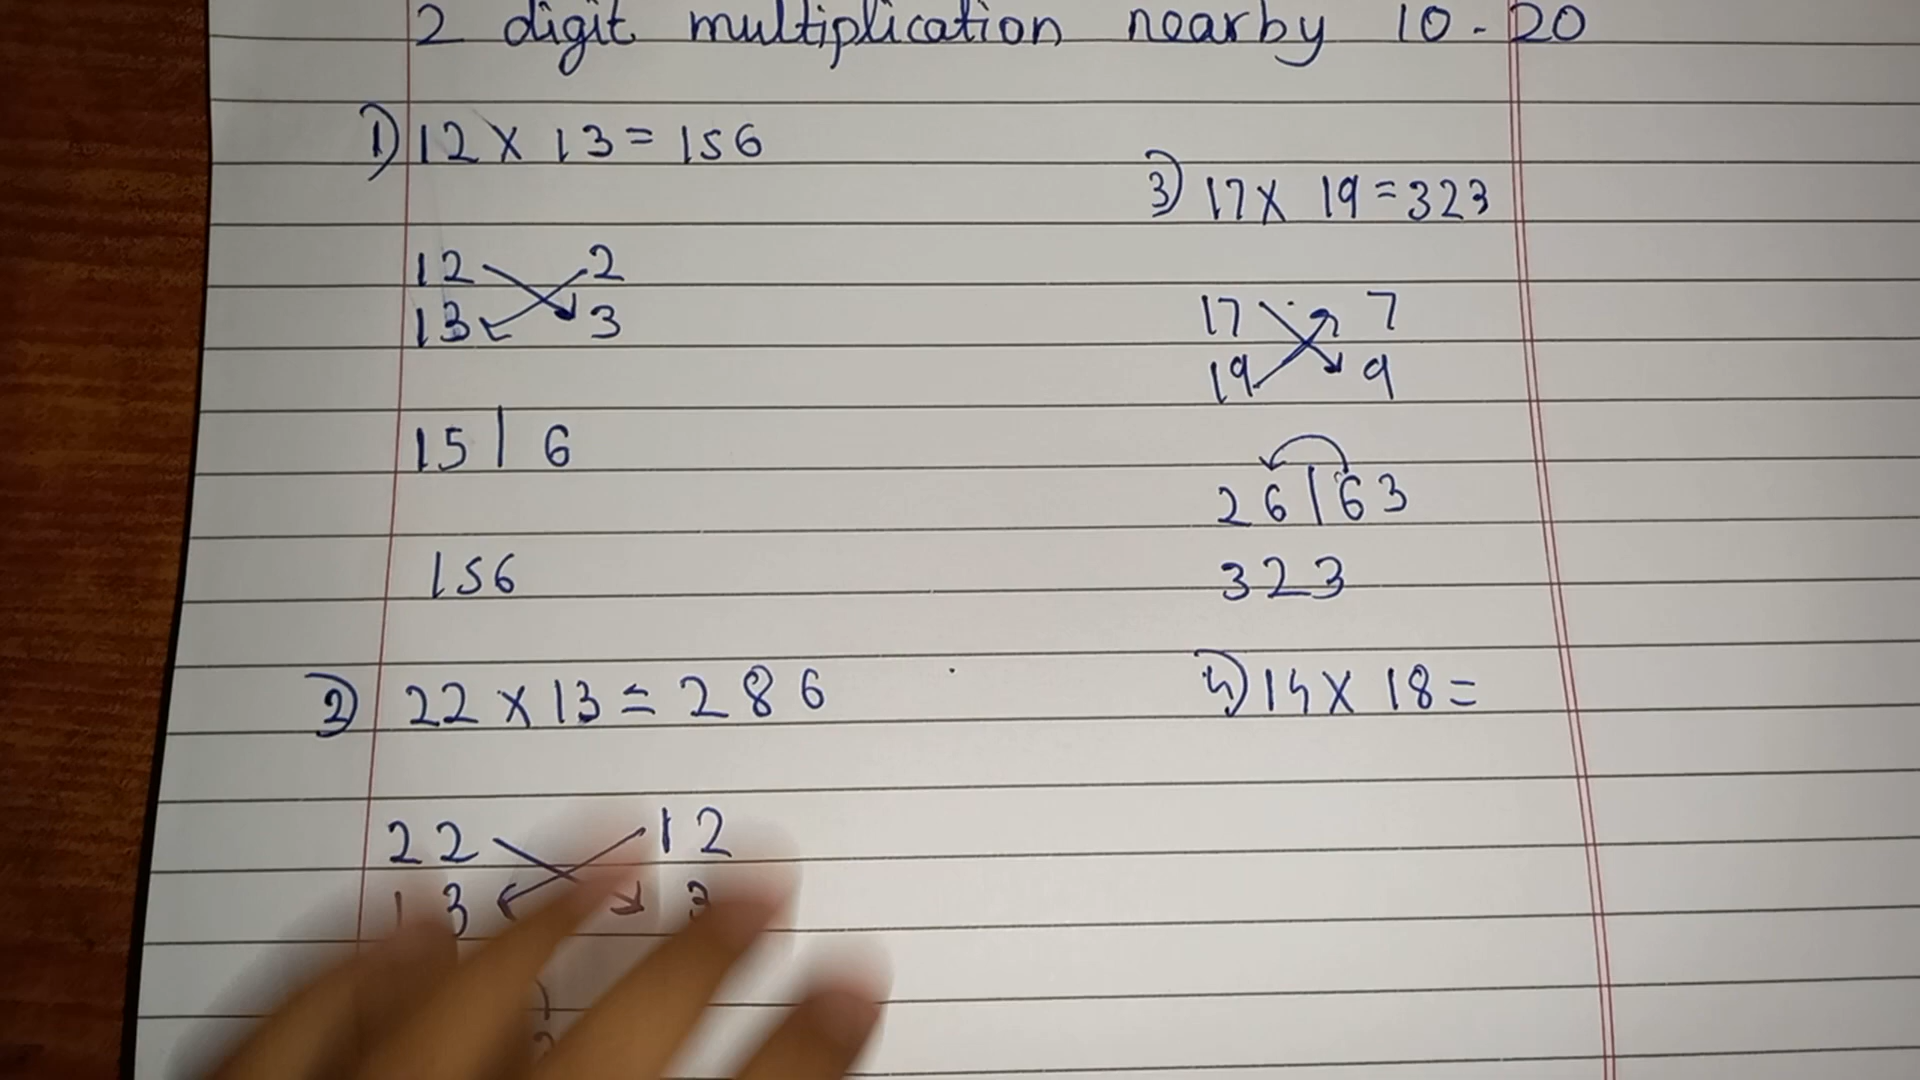 2 digit multiplication nearby 10-20
1) 12 X 13 = 156
12 2
13 3
15 | 6
156
2) 22 X 13 = 286
22 12
13 3
3) 17 X 19 = 323
17 7
19 9
26 | 63
323
4) 14 X 18 =